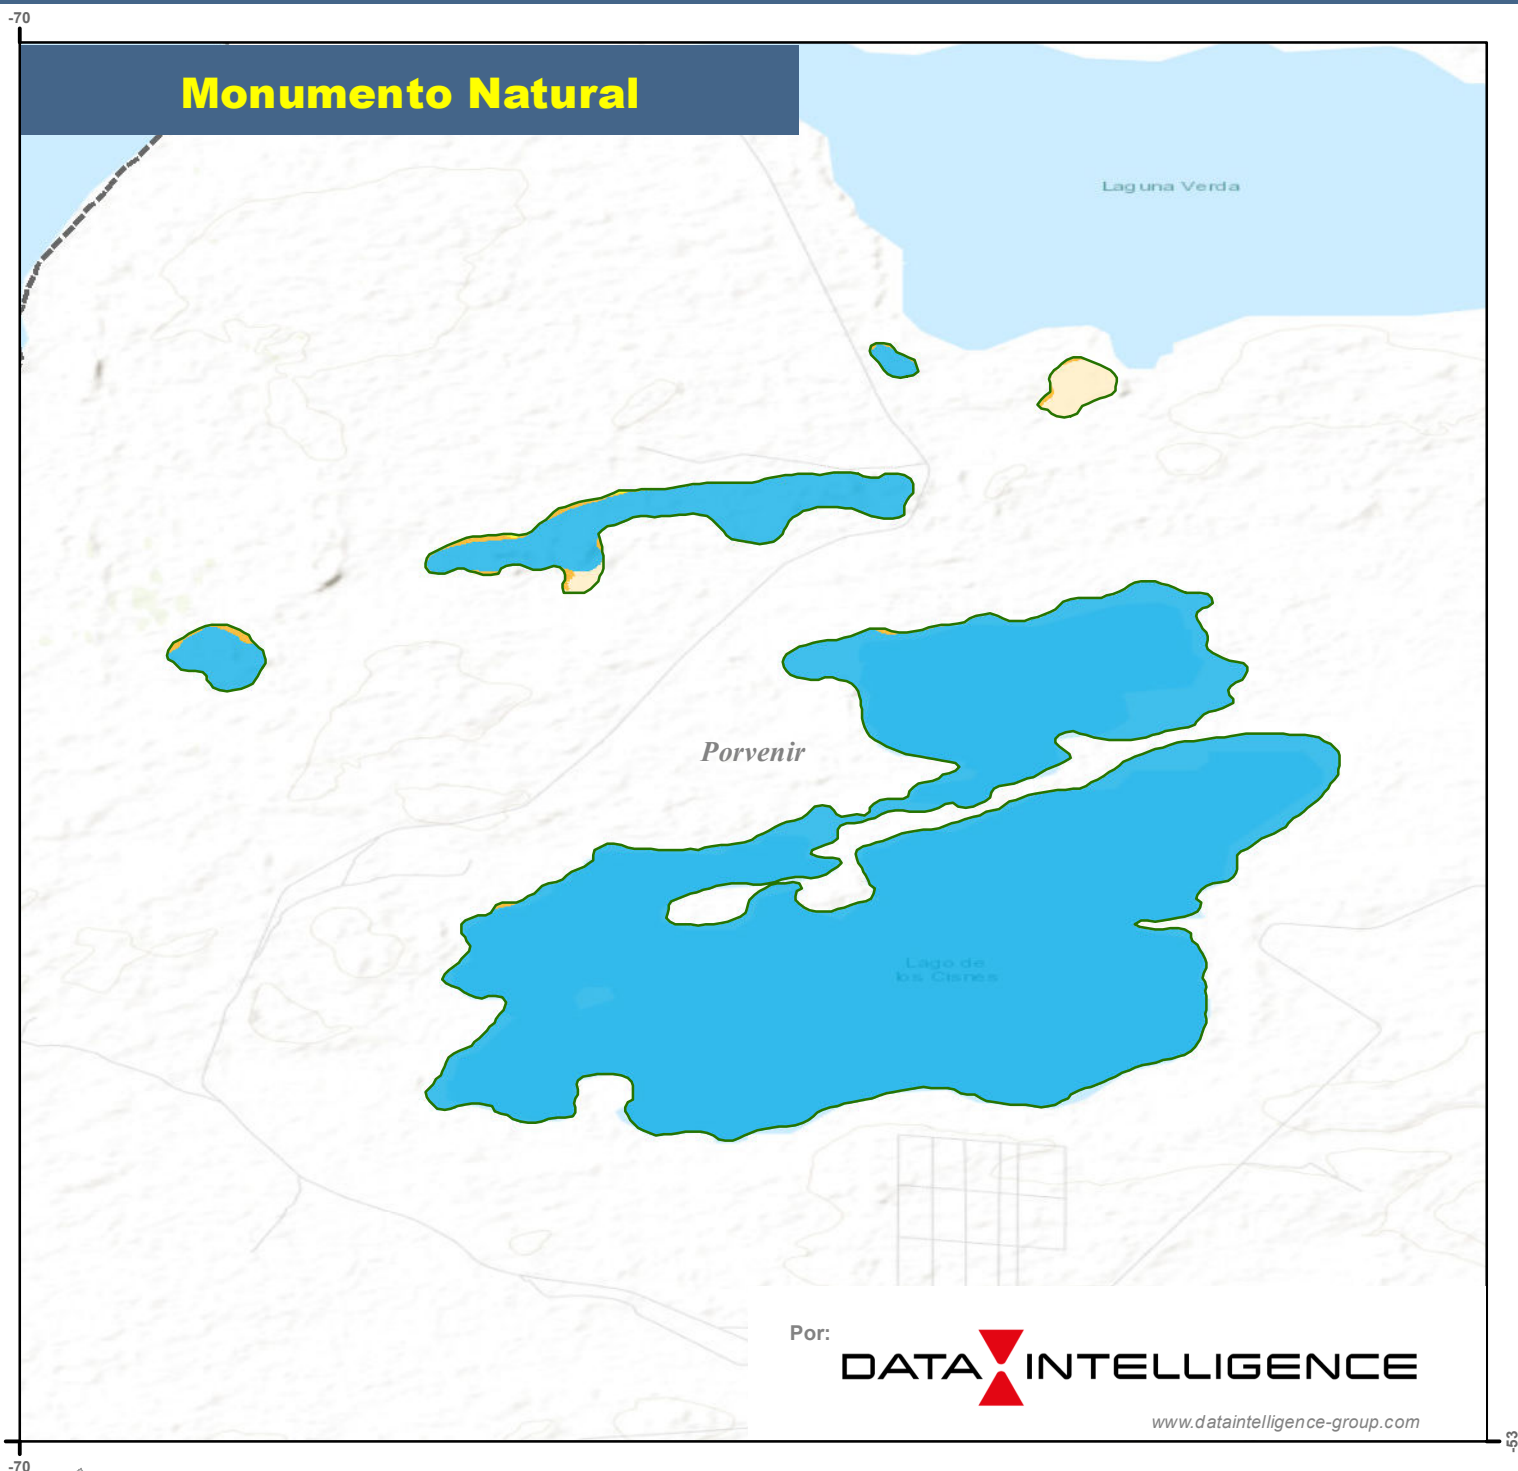 -70
Monumento Natural
Laguna Verda
Porvenir
Lago de
los Cisnes
Por:
DATA INTELLIGENCE
www.dataintelligence-group.com
-53
-70